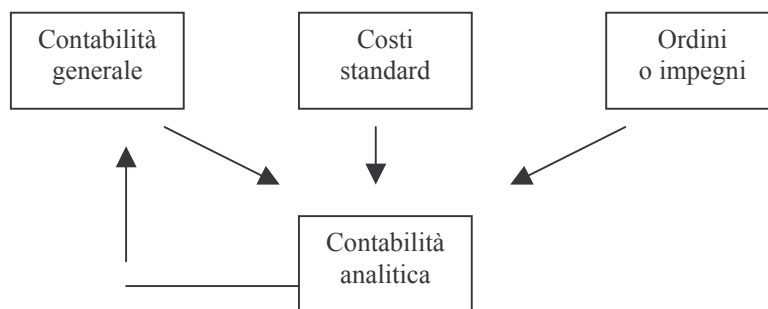 Contabilità
generale
Costi
standard
Ordini
o impegni
Contabilità
analitica